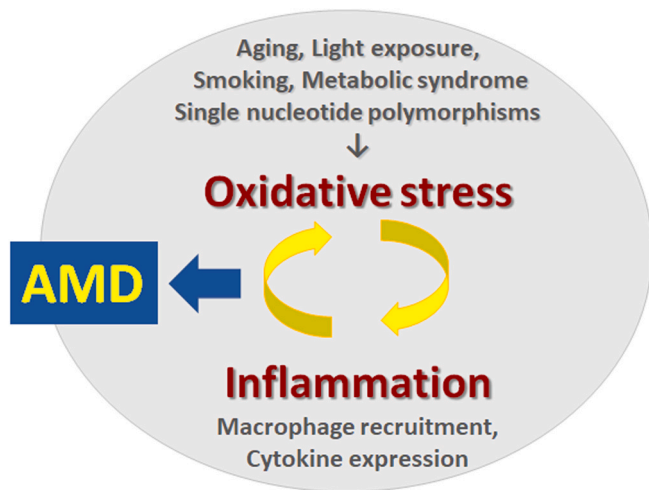 Aging, Light exposure,
Smoking, Metabolic syndrome
Single nucleotide polymorphisms
↓
Oxidative stress
AMD
Inflammation
Macrophage recruitment,
Cytokine expression